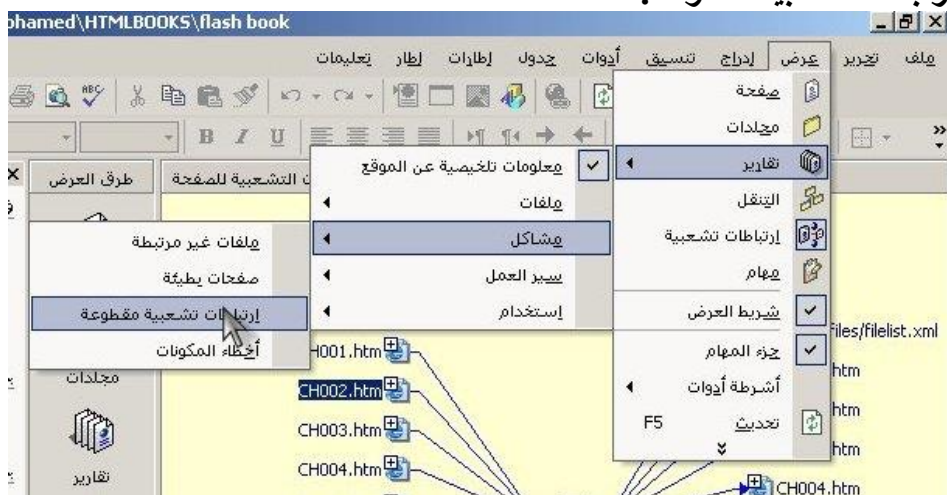 ohamed\HTMLBOOKS\flash book
ملف تحرير عرض إدراج تنسيق أدوات جدول إطارات إطار تعليمات
صفحة
مجلدات
تقارير
التنقل
إرتباطات تشعبية
مهام
شريط العرض
جزء المهام
أشرطة أدوات
تحديث F5
معلومات تلخيصية عن الموقع
ملفات
مشاكل
سير العمل
إستخدام
ملفات غير مرتبطة
صفحات بطيئة
إرتباطات تشعبية مقطوعة
أخطاء المكونات
التشعبية للصفحة
طرق العرض
مجلدات
تقارير
H001.htm
CH002.htm
CH003.htm
CH004.htm
files/filelist.xml
htm
htm
htm
CH004.htm